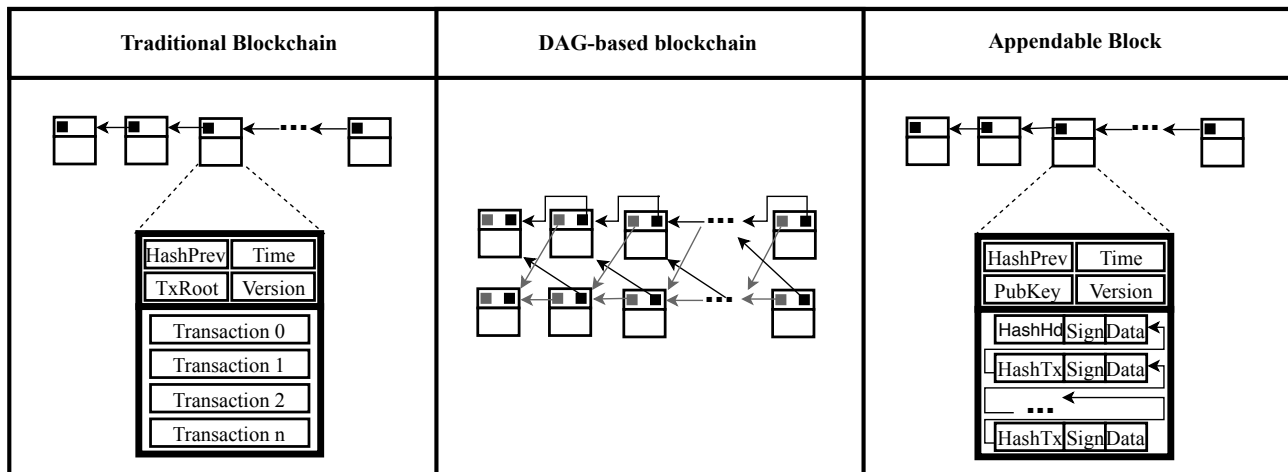 Traditional Blockchain
DAG-based blockchain
Appendable Block
HashPrev Time
TxRoot Version
Transaction 0
Transaction 1
Transaction 2
Transaction n
HashPrev Time
PubKey Version
HashHd Sign Data
HashTx Sign Data
HashTx Sign Data